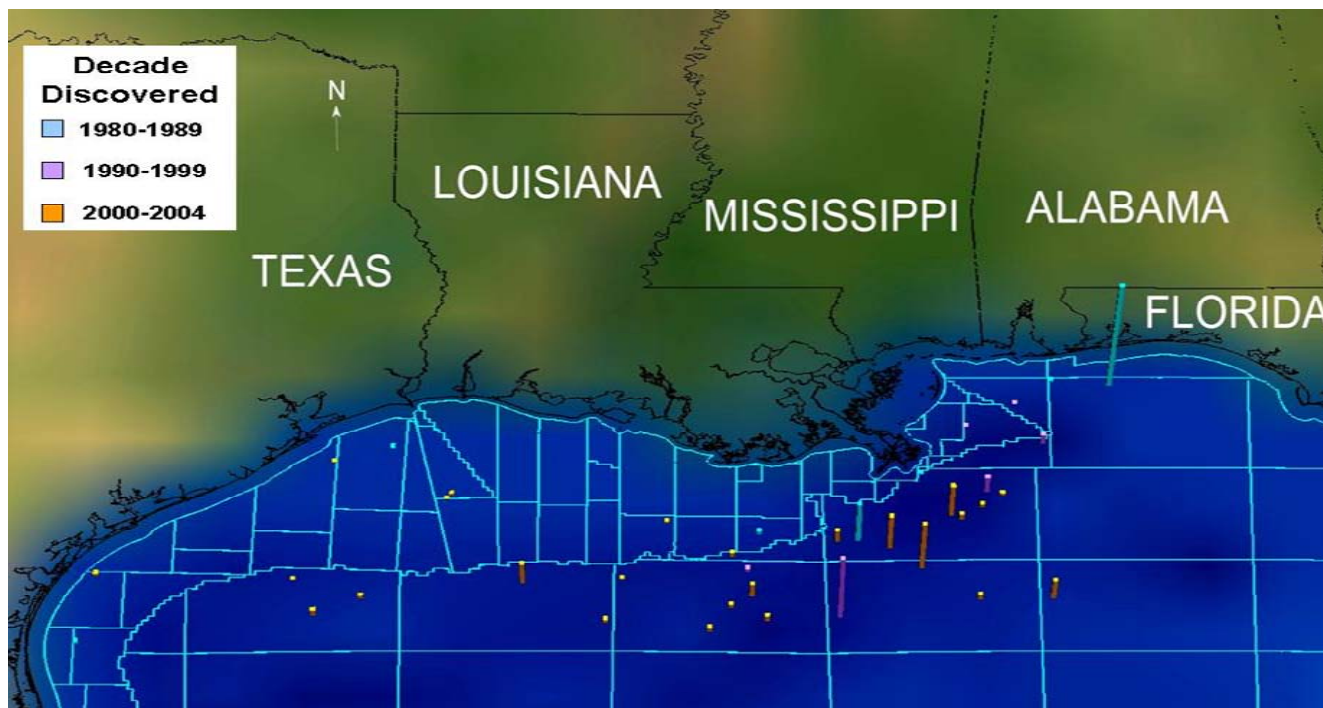 Decade
Discovered
1980-1989
1990-1999
2000-2004
N
LOUISIANA
MISSISSIPPI
ALABAMA
TEXAS
FLORIDA